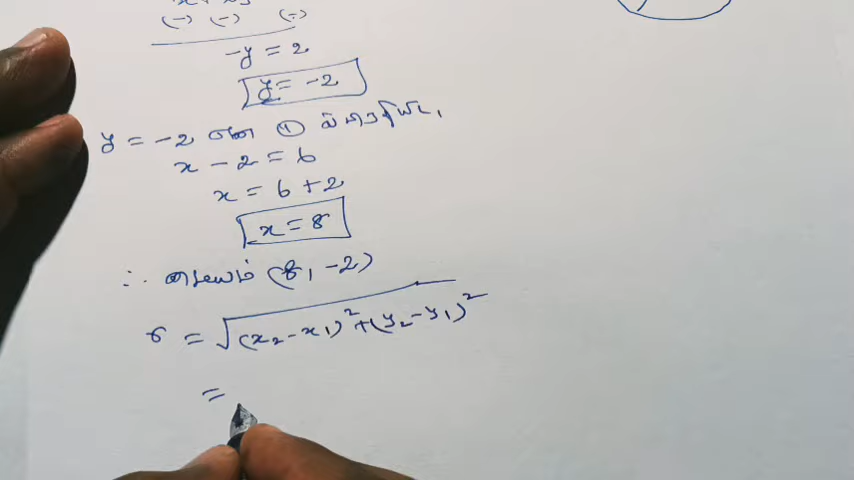 (-) (-) (-)
-y = 2
y = -2
y = -2 என ① ல் பிரதியிட,
x - 2 = 6
x = 6 + 2
x = 8
∴ மையம் (8, -2)
r = √(x₂ - x₁)² + (y₂ - y₁)²
=